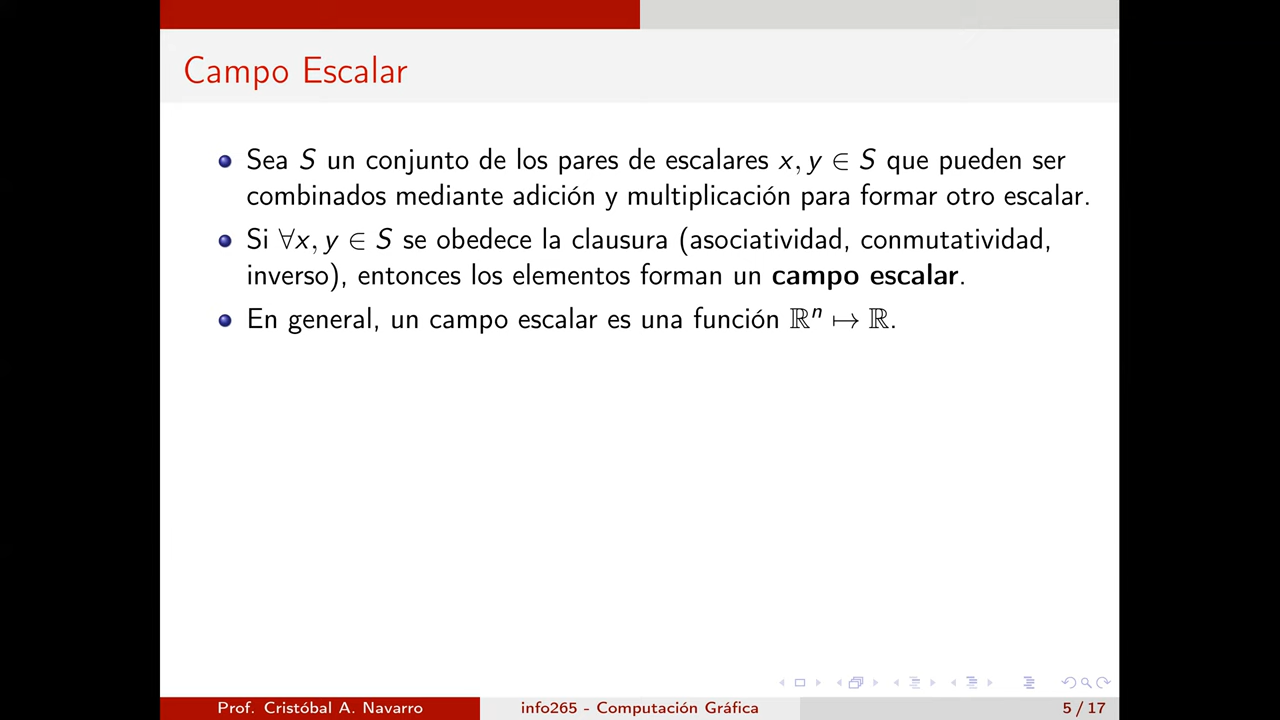 Campo Escalar
Sea S un conjunto de los pares de escalares x, y ∈ S que pueden ser
combinados mediante adición y multiplicación para formar otro escalar.
Si ∀x, y ∈ S se obedece la clausura (asociatividad, conmutatividad,
inverso), entonces los elementos forman un campo escalar.
En general, un campo escalar es una función ℝⁿ ↦ ℝ.
Prof. Cristóbal A. Navarro
info265 - Computación Gráfica
5 / 17